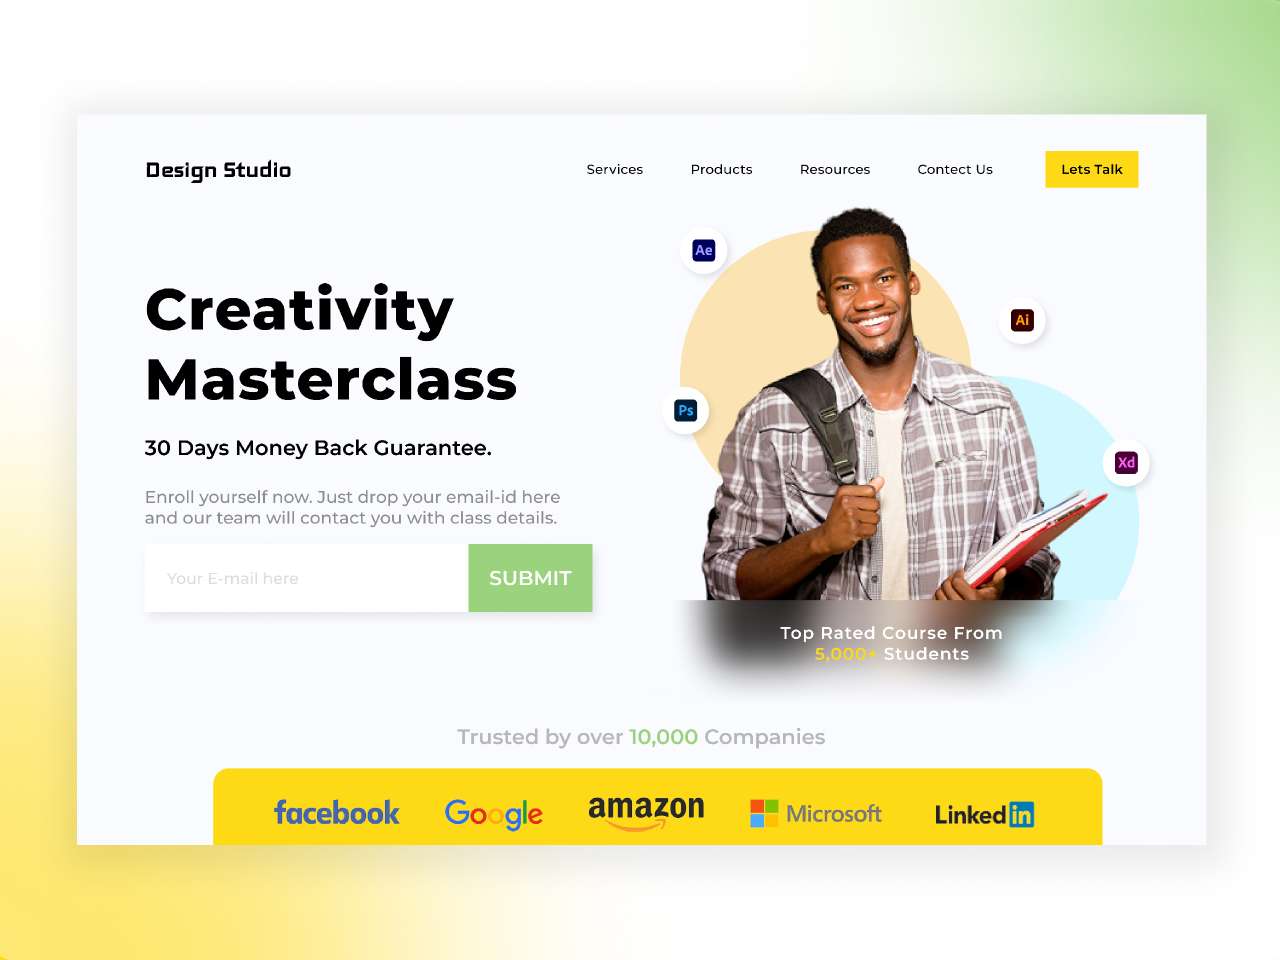 Design Studio
Services
Products
Resources
Contect Us
Lets Talk
Creativity
Masterclass
30 Days Money Back Guarantee.
Enroll yourself now. Just drop your email-id here
and our team will contact you with class details.
Your E-mail here
SUBMIT
Ae
Ai
Ps
Xd
Top Rated Course From
5,000+ Students
Trusted by over 10,000 Companies
facebook
Google
amazon
Microsoft
Linkedin